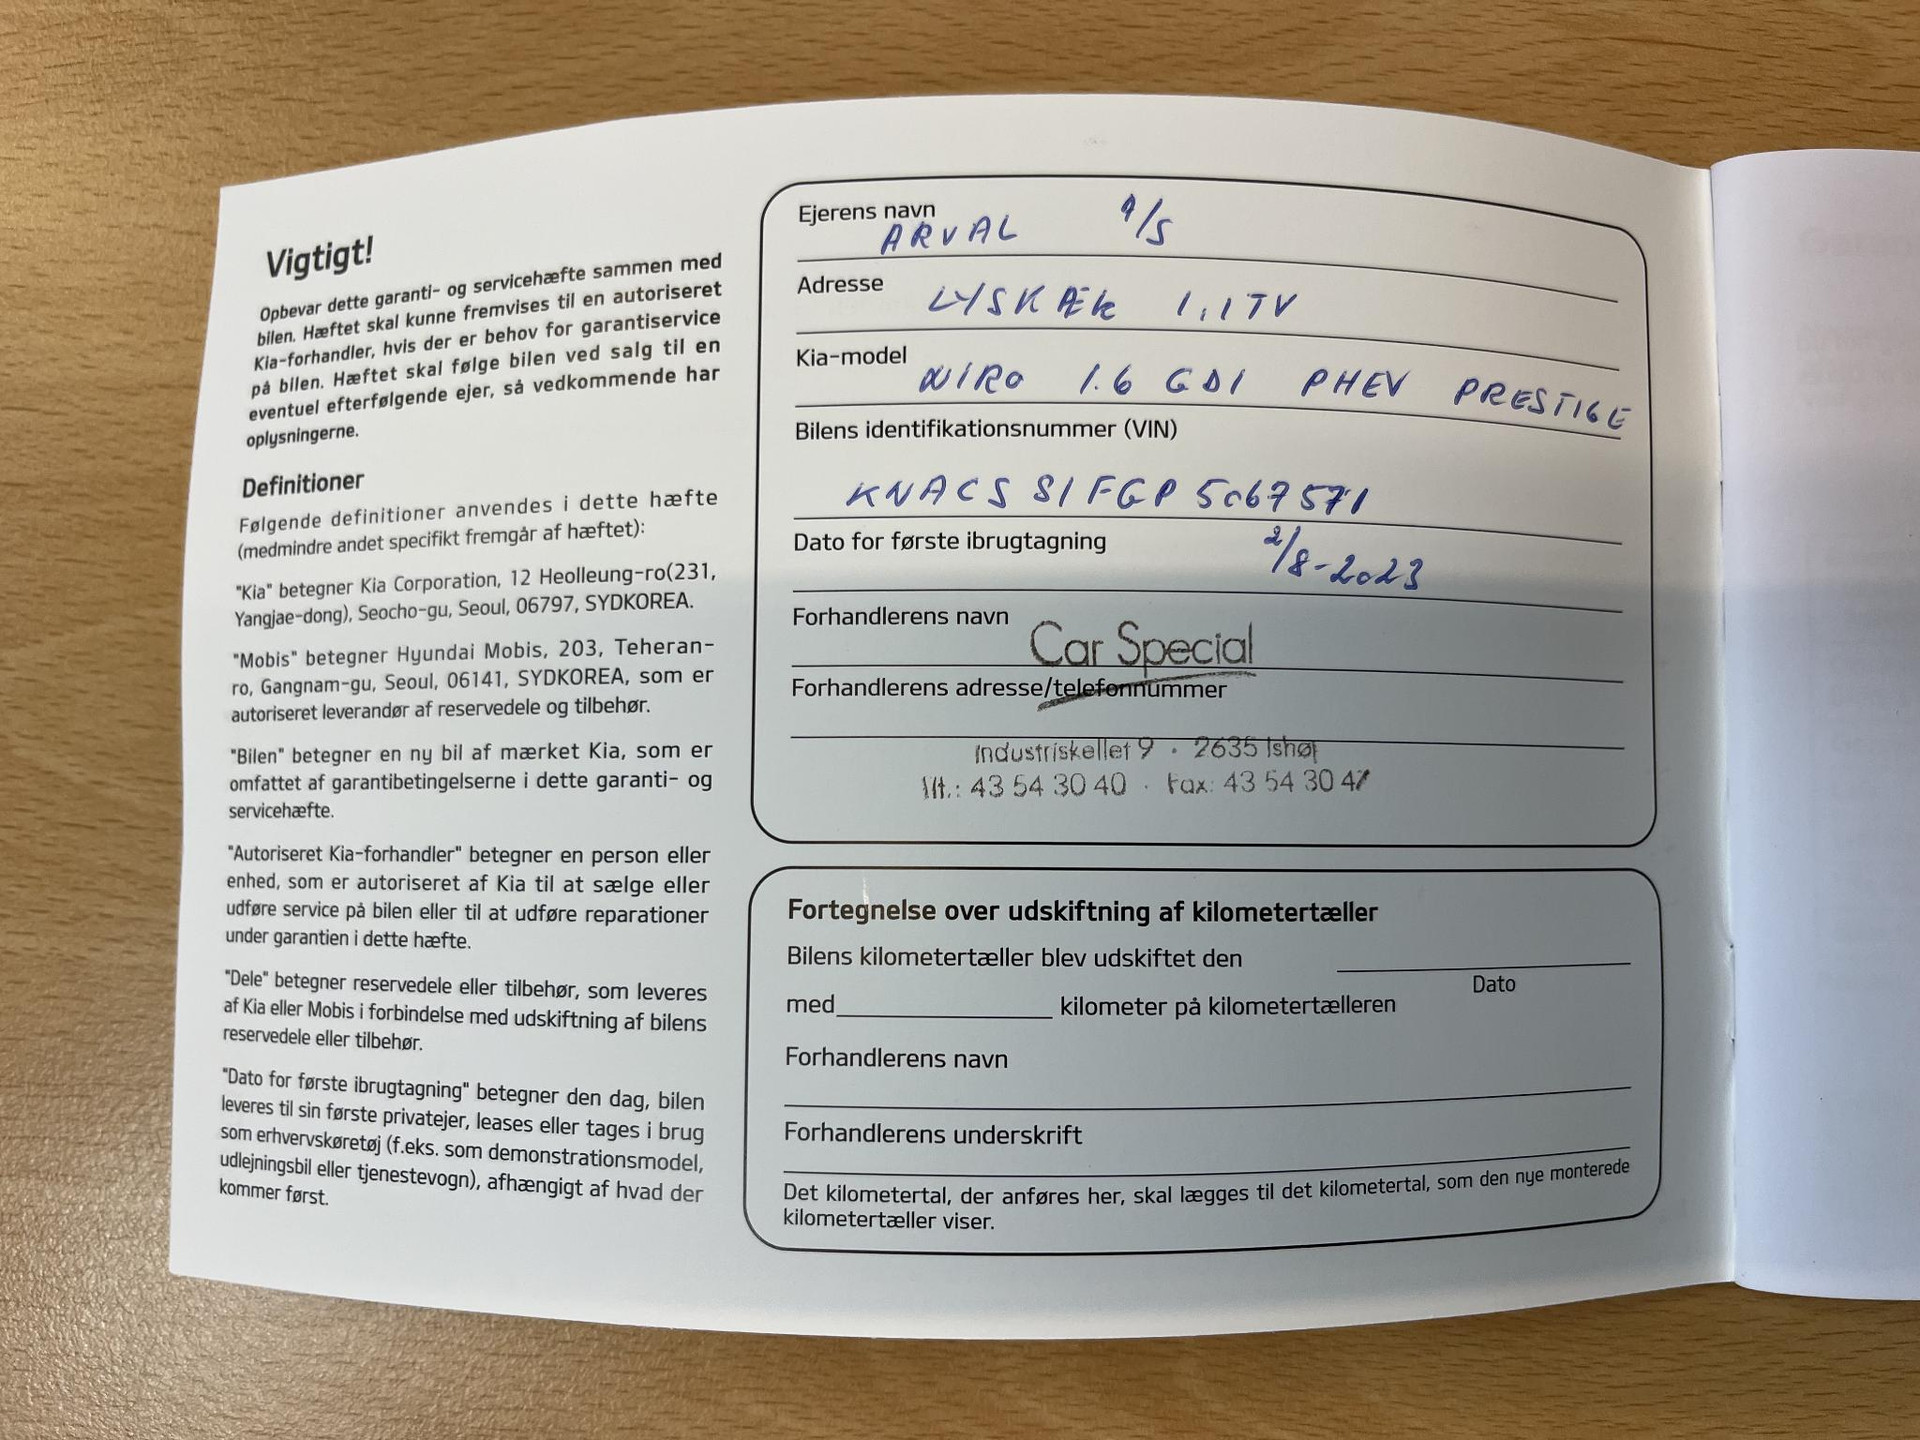 Vigtigt!
Opbevar dette garanti- og servicehæfte sammen med
bilen. Hæftet skal kunne fremvises til en autoriseret
Kia-forhandler, hvis der er behov for garantiservice
på bilen. Hæftet skal følge bilen ved salg til en
eventuel efterfølgende ejer, så vedkommende har
oplysningerne.
Definitioner
Følgende definitioner anvendes i dette hæfte
(medmindre andet specifikt fremgår af hæftet):
"Kia" betegner Kia Corporation, 12 Heolleung-ro(231,
Yangjae-dong), Seocho-gu, Seoul, 06797, SYDKOREA.
"Mobis" betegner Hyundai Mobis, 203, Teheran-
ro, Gangnam-gu, Seoul, 06141, SYDKOREA, som er
autoriseret leverandør af reservedele og tilbehør.
"Bilen" betegner en ny bil af mærket Kia, som er
omfattet af garantibetingelserne i dette garanti- og
servicehæfte.
"Autoriseret Kia-forhandler" betegner en person eller
enhed, som er autoriseret af Kia til at sælge eller
udføre service på bilen eller til at udføre reparationer
under garantien i dette hæfte.
"Dele" betegner reservedele eller tilbehør, som leveres
af Kia eller Mobis i forbindelse med udskiftning af bilens
reservedele eller tilbehør.
"Dato for første ibrugtagning" betegner den dag, bilen
leveres til sin første privatejer, leases eller tages i brug
som erhvervskøretøj (f.eks. som demonstrationsmodel,
udlejningsbil eller tjenestevogn), afhængigt af hvad der
kommer først.
Ejerens navn
ARVAL A/S
Adresse
LYSKÆR 1,1TV
Kia-model
NIRO 1.6 GDI PHEV PRESTIGE
Bilens identifikationsnummer (VIN)
KNACS81FGP5067571
Dato for første ibrugtagning
2/8-2023
Forhandlerens navn
Car Special
Forhandlerens adresse/telefonnummer
Industriskellet 9 · 2635 Ishøj
Tlf.: 43 54 30 40 · Fax: 43 54 30 47
Fortegnelse over udskiftning af kilometertæller
Bilens kilometertæller blev udskiftet den
Dato
med kilometer på kilometertælleren
Forhandlerens navn
Forhandlerens underskrift
Det kilometertal, der anføres her, skal lægges til det kilometertal, som den nye monterede
kilometertæller viser.